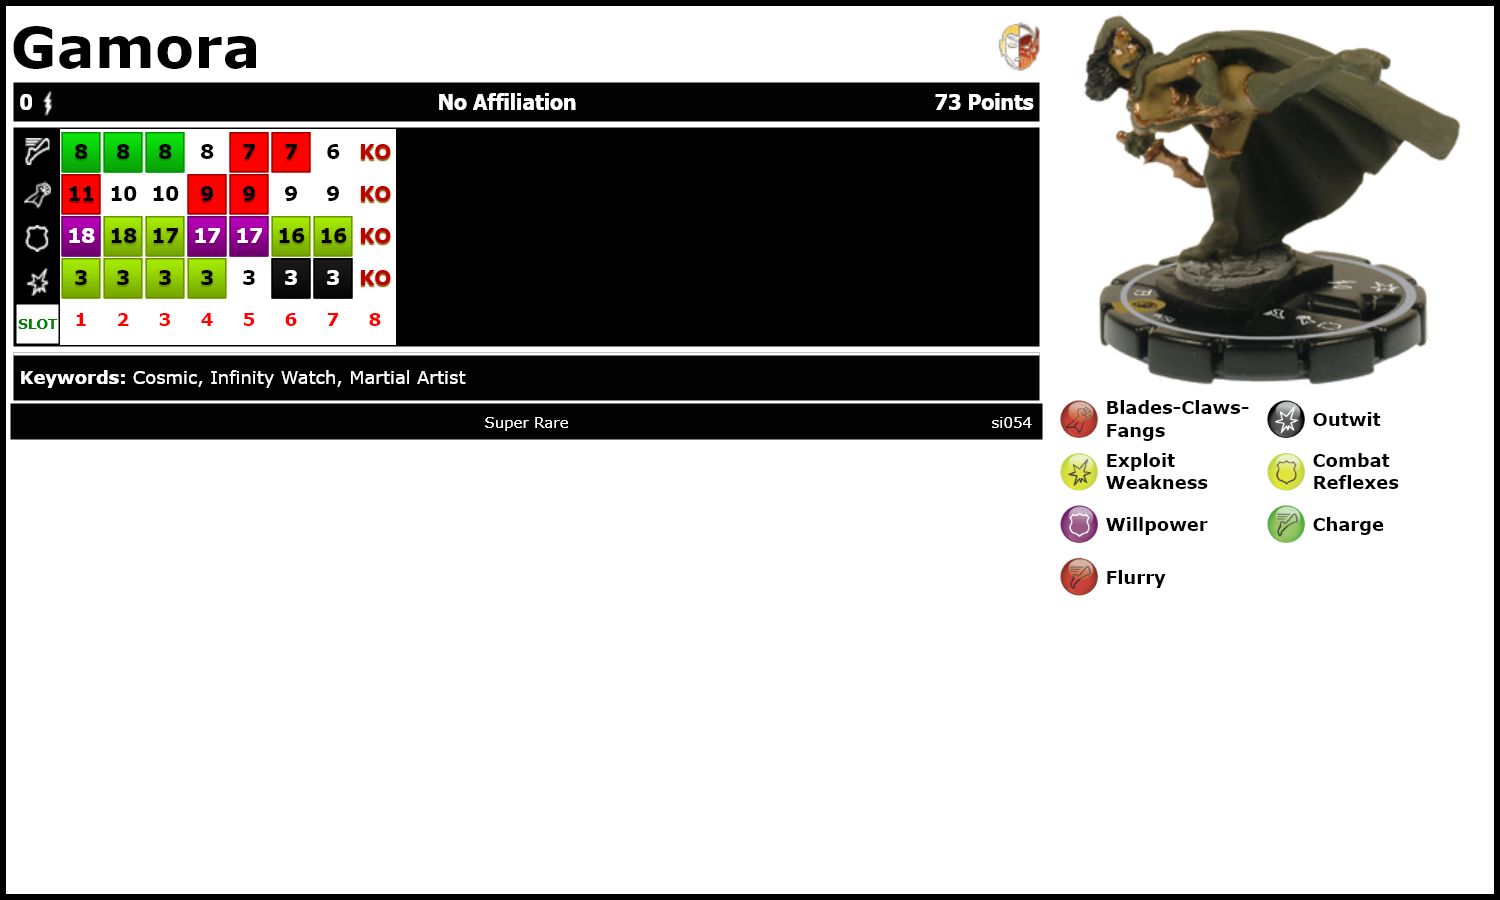 Gamora
0 No Affiliation 73 Points
8 8 8 8 7 7 6 KO
11 10 10 9 9 9 9 KO
18 18 17 17 17 16 16 KO
3 3 3 3 3 3 3 KO
SLOT 1 2 3 4 5 6 7 8
Keywords: Cosmic, Infinity Watch, Martial Artist
Super Rare si054
Blades-Claws-
Fangs
Outwit
Exploit
Weakness
Combat
Reflexes
Willpower
Charge
Flurry